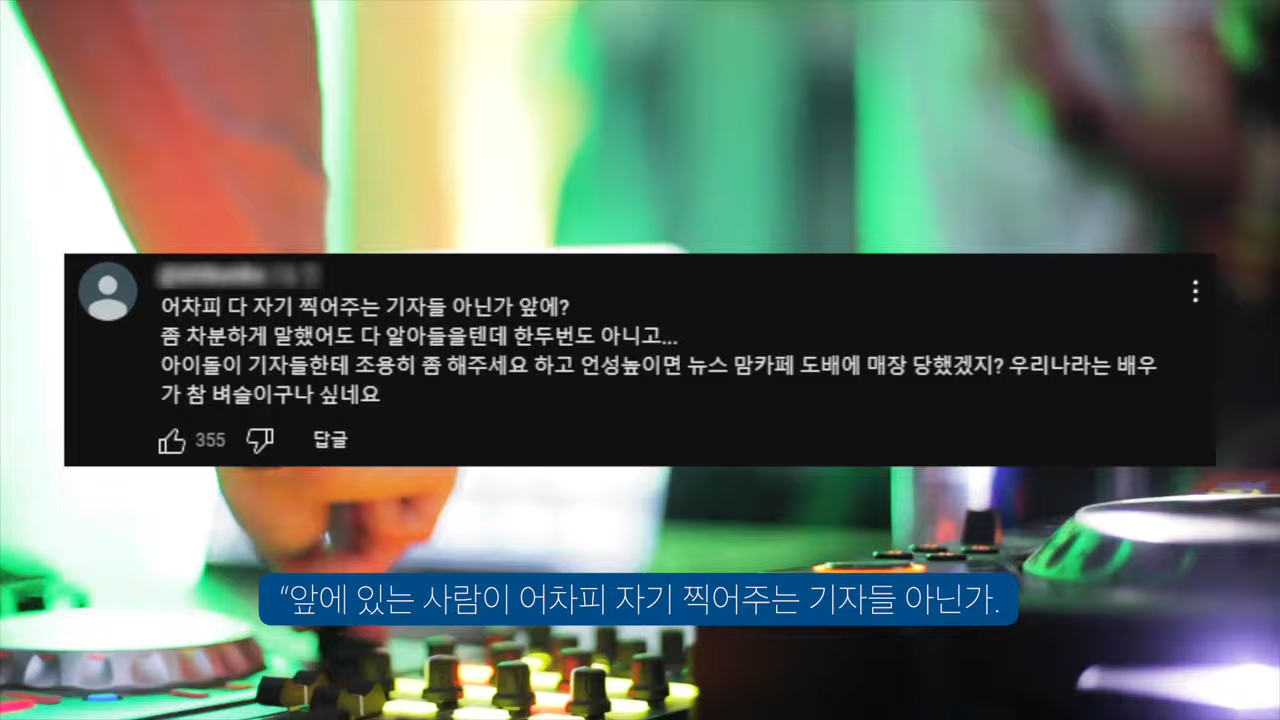 어차피 다 자기 찍어주는 기자들 아닌가 앞에?
좀 차분하게 말했어도 다 알아들을텐데 한두번도 아니고...
아이돌이 기자들한테 조용히 좀 해주세요 하고 언성높이면 뉴스 맘카페 도배에 매장 당했겠지? 우리나라는 배우
가 참 벼슬이구나 싶네요
355 답글
“앞에 있는 사람이 어차피 자기 찍어주는 기자들 아닌가.